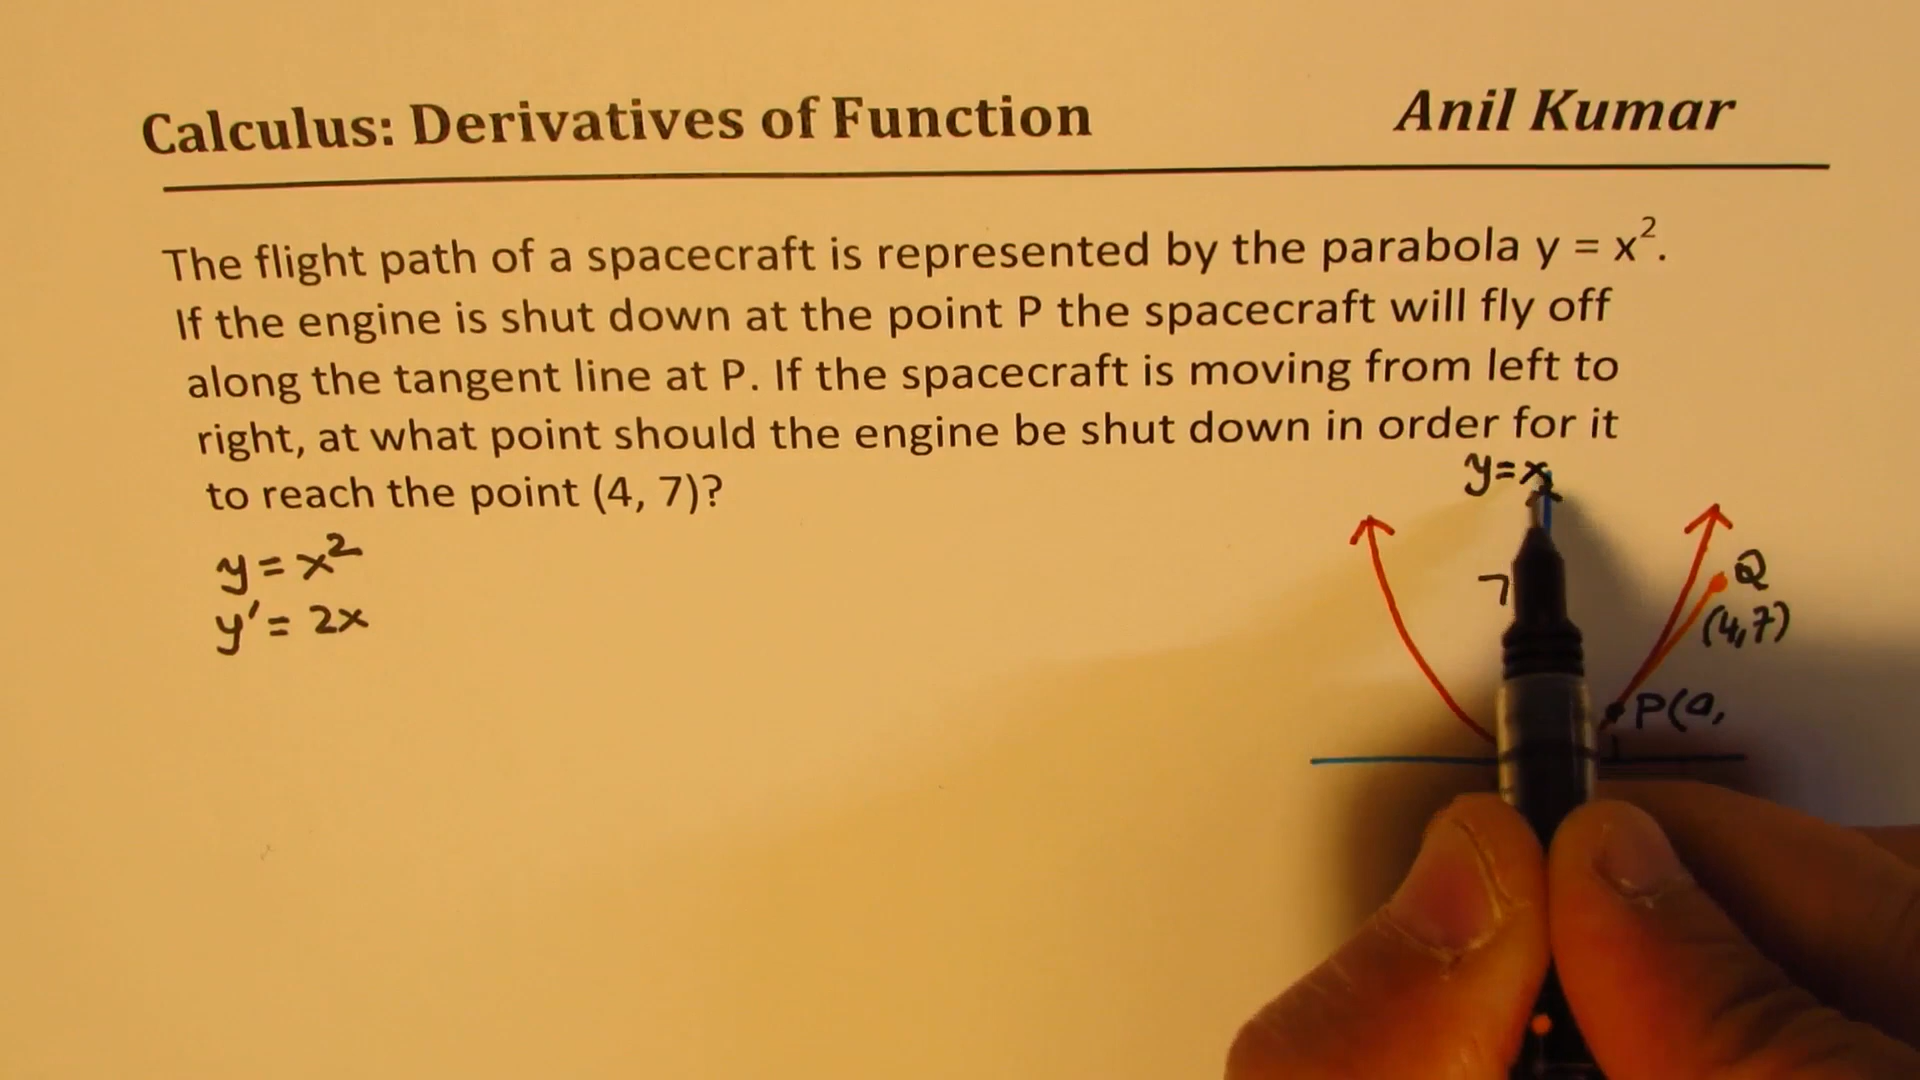 Calculus: Derivatives of Function
Anil Kumar
The flight path of a spacecraft is represented by the parabola y = x².
If the engine is shut down at the point P the spacecraft will fly off
along the tangent line at P. If the spacecraft is moving from left to
right, at what point should the engine be shut down in order for it
to reach the point (4, 7)?
y = x²
y' = 2x
y=x
7
Q
(4,7)
P(a,